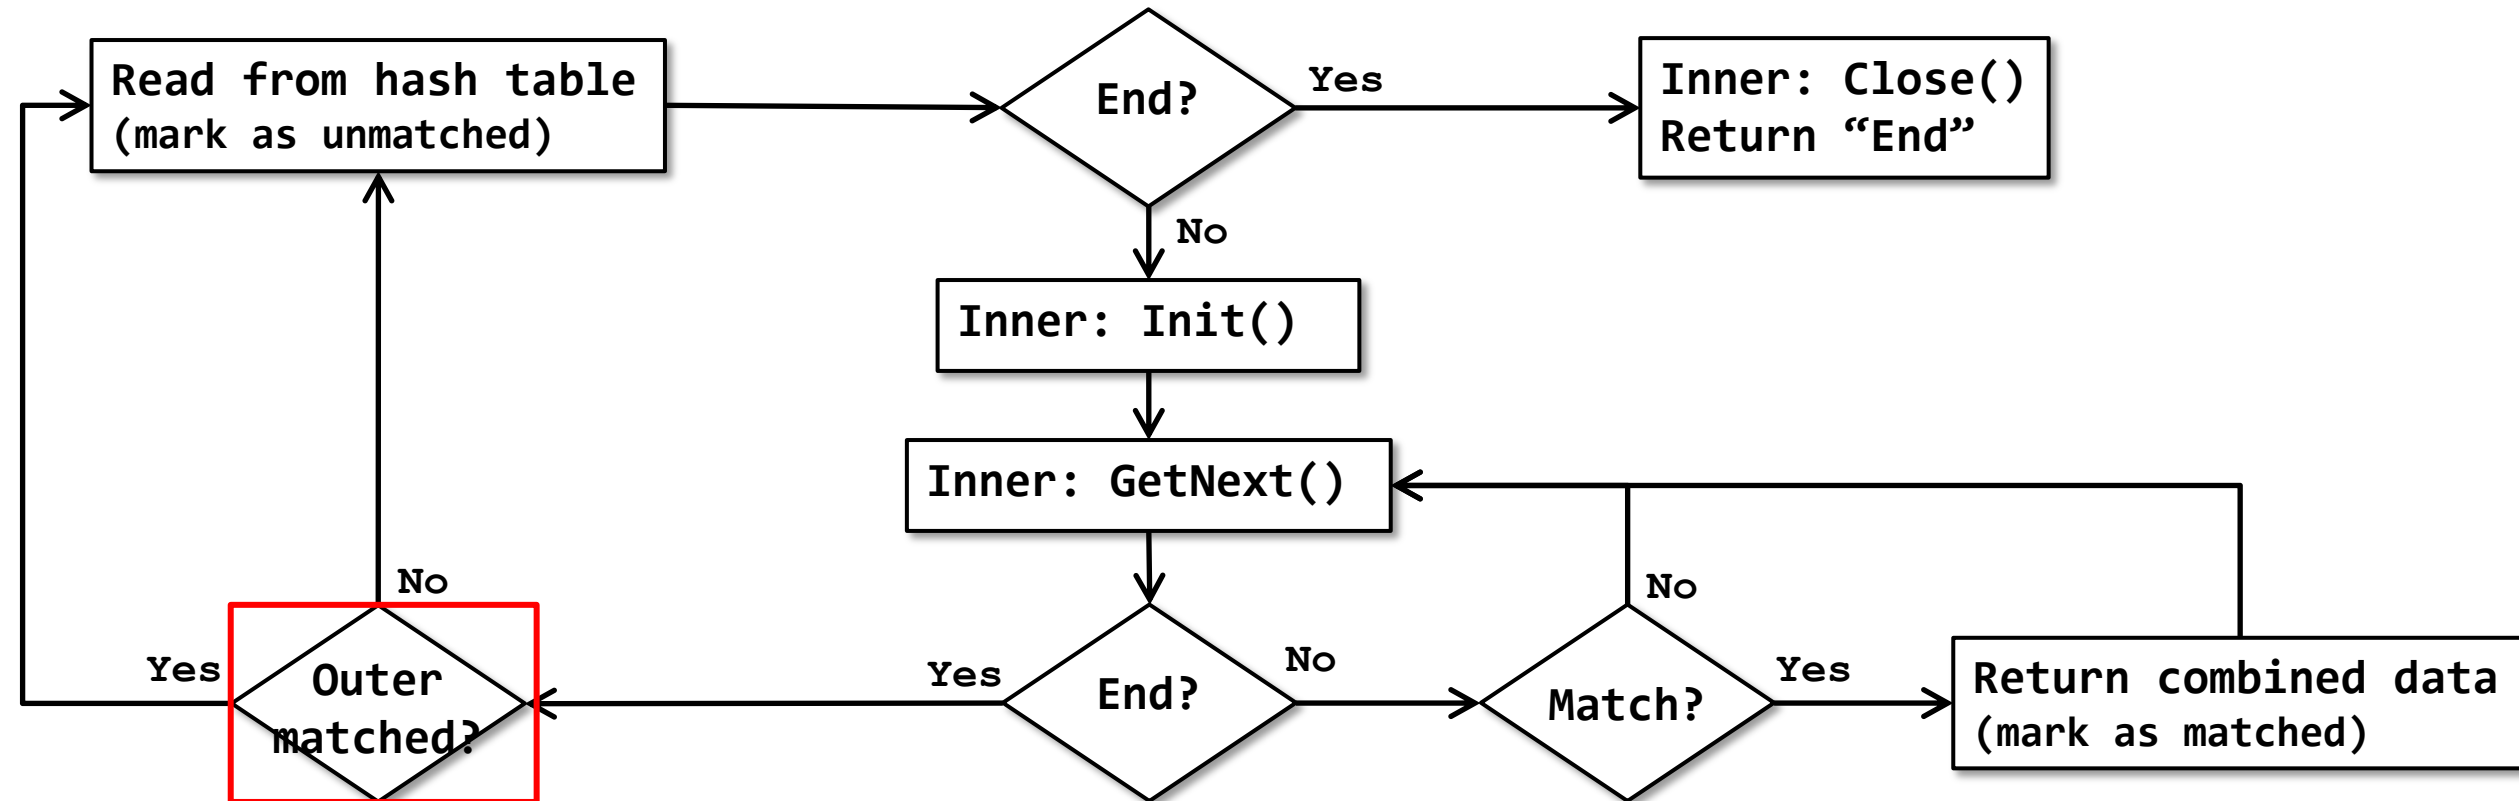 Read from hash table
(mark as unmatched)
End?
Yes
Inner: Close()
Return “End”
No
Inner: Init()
Inner: GetNext()
No
No
Yes
Outer
matched?
Yes
End?
No
Match?
Yes
Return combined data
(mark as matched)